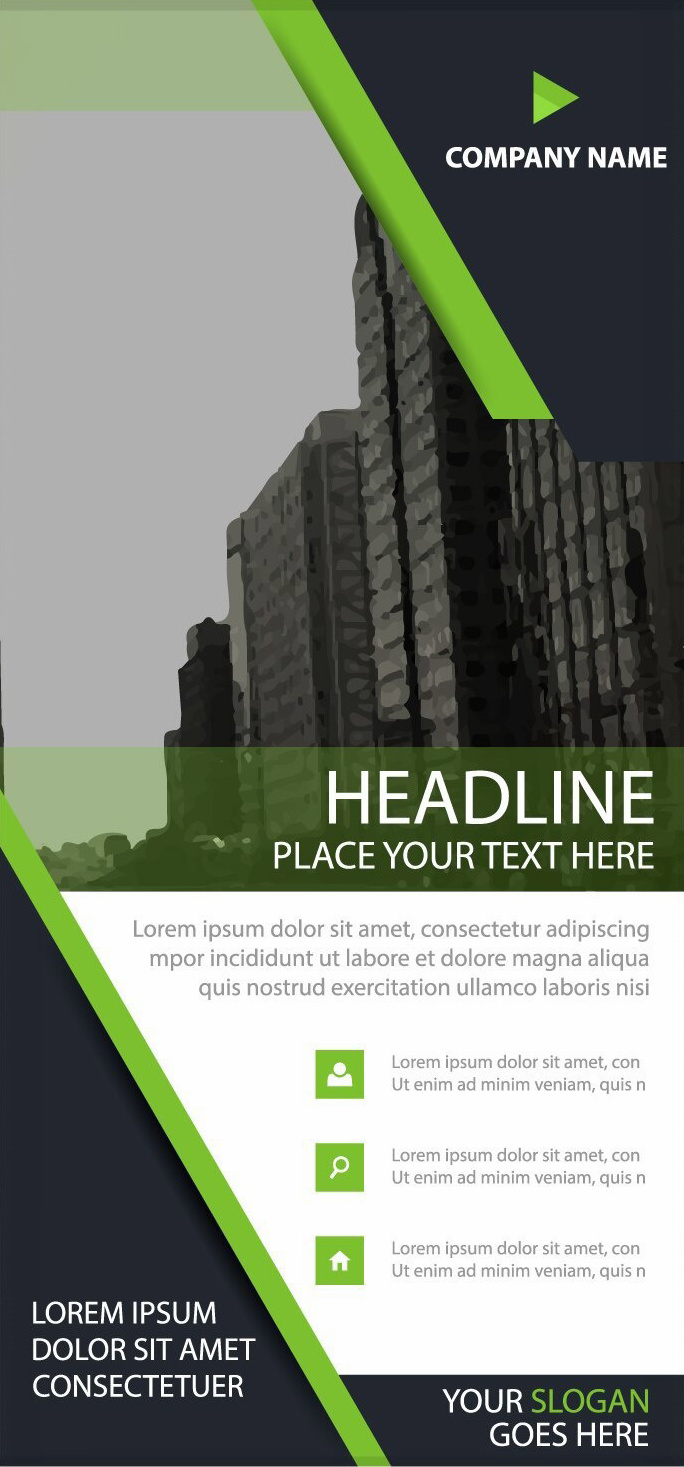 COMPANY NAME
HEADLINE
PLACE YOUR TEXT HERE
Lorem ipsum dolor sit amet, consectetur adipiscing
mpor incididunt ut labore et dolore magna aliqua
quis nostrud exercitation ullamco laboris nisi
Lorem ipsum dolor sit amet, con
Ut enim ad minim veniam, quis n
Lorem ipsum dolor sit amet, con
Ut enim ad minim veniam, quis n
Lorem ipsum dolor sit amet, con
Ut enim ad minim veniam, quis n
LOREM IPSUM
DOLOR SIT AMET
CONSECTETUER
YOUR SLOGAN
GOES HERE